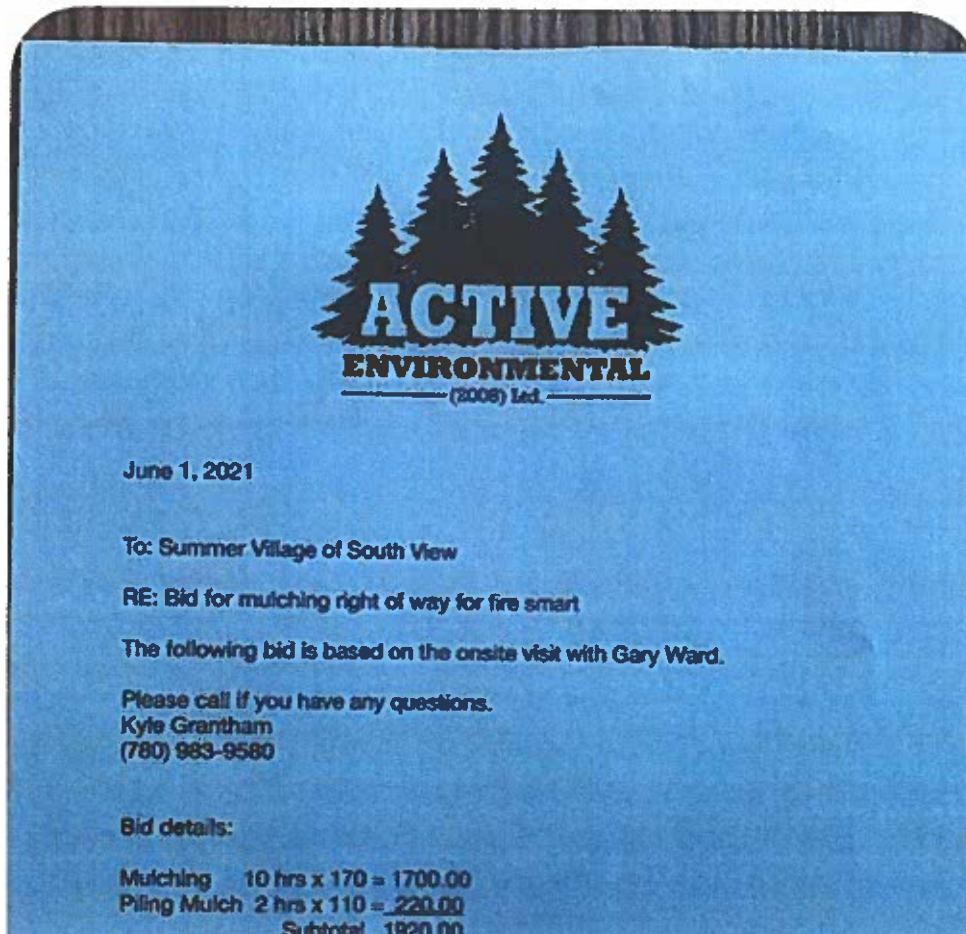 ACTIVE
ENVIRONMENTAL
(2008) Ltd.
June 1, 2021
To: Summer Village of South View
RE: Bid for mulching right of way for fire smart
The following bid is based on the onsite visit with Gary Ward.
Please call if you have any questions.
Kyle Grantham
(780) 983-9580
Bid details:
Mulching 10 hrs x 170 = 1700.00
Piling Mulch 2 hrs x 110 = 220.00
Subtotal 1920.00